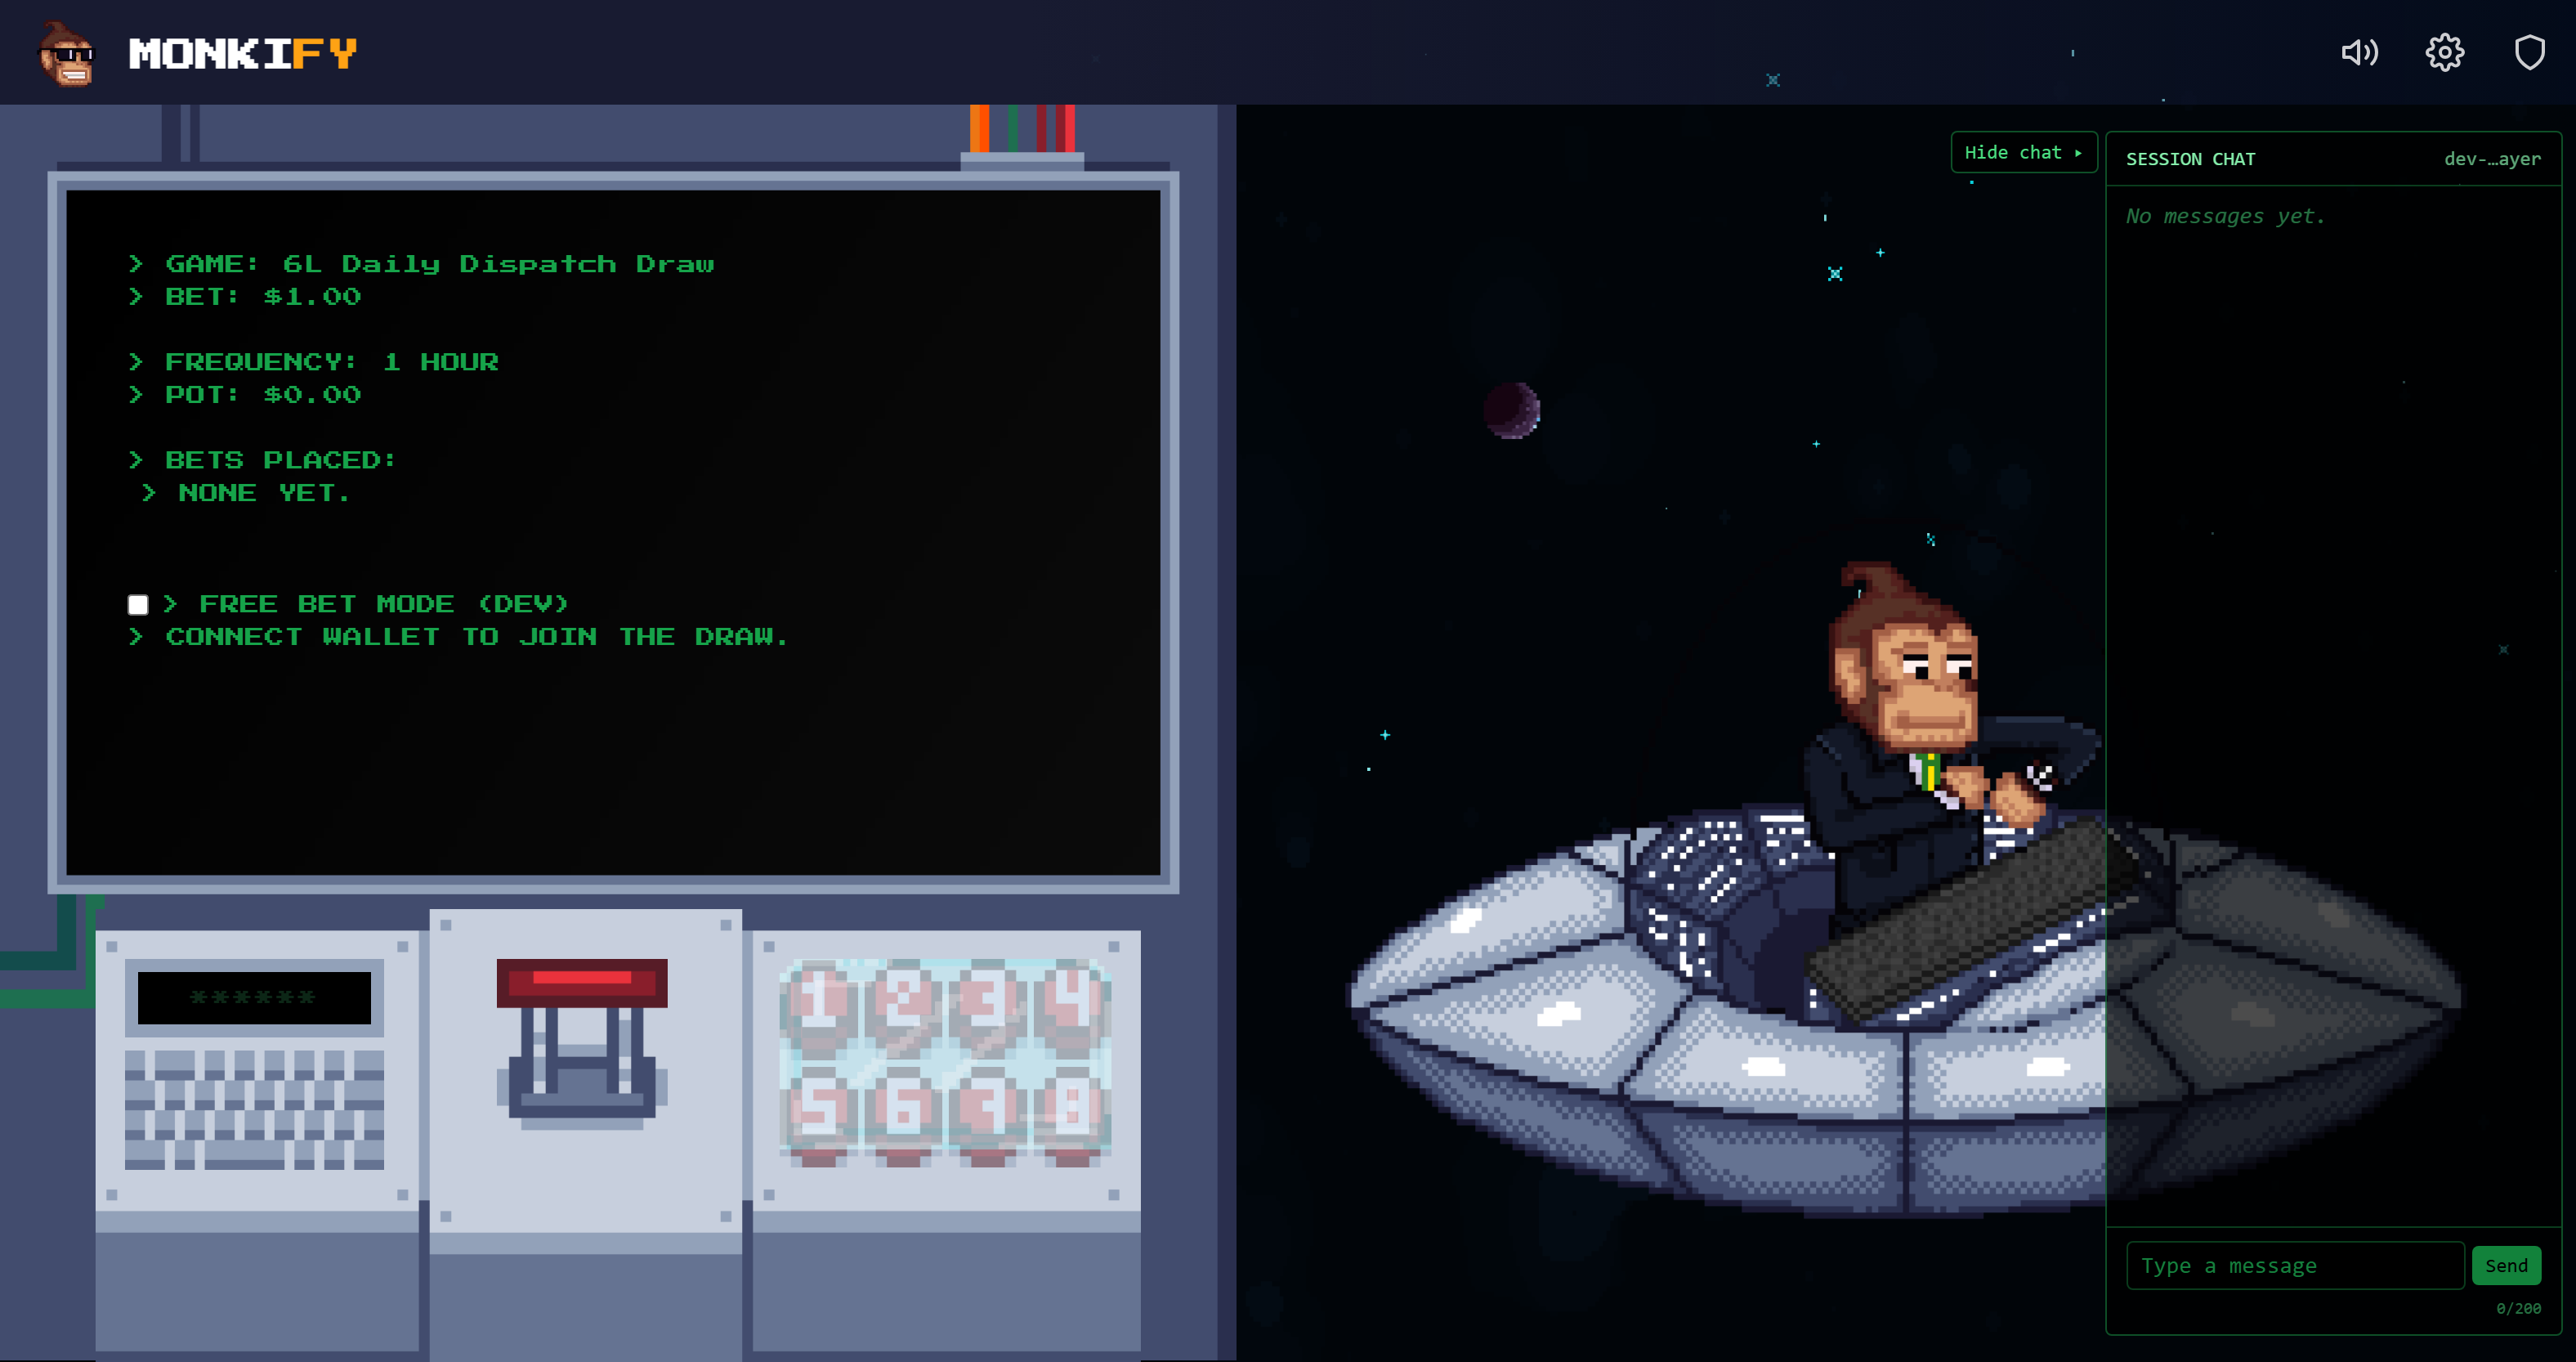 MONKIFY
> GAME: 6L Daily Dispatch Draw
> BET: $1.00
> FREQUENCY: 1 HOUR
> POT: $0.00
> BETS PLACED:
> NONE YET.
> FREE BET MODE (DEV)
> CONNECT WALLET TO JOIN THE DRAW.
******
1 2 3 4
5 6 7 8
Hide chat ▸
SESSION CHAT dev-…ayer
No messages yet.
Type a message Send
0/200